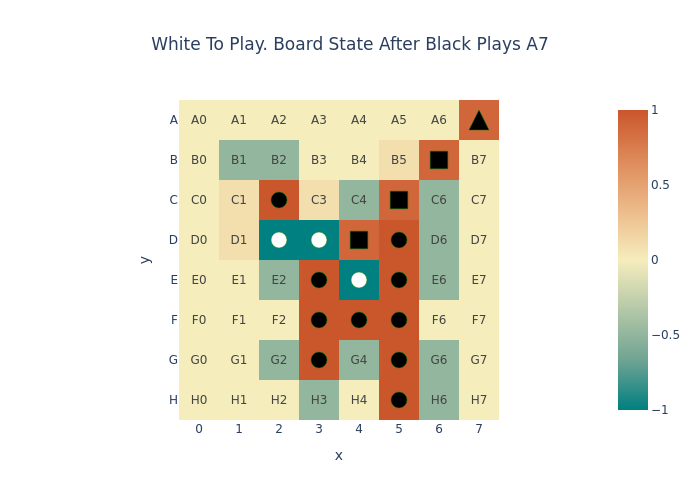 White To Play. Board State After Black Plays A7
A A0 A1 A2 A3 A4 A5 A6
B B0 B1 B2 B3 B4 B5 B7
C C0 C1 C3 C4 C6 C7
D D0 D1 D6 D7
E E0 E1 E2 E6 E7
F F0 F1 F2 F6 F7
G G0 G1 G2 G4 G6 G7
H H0 H1 H2 H3 H4 H6 H7
0 1 2 3 4 5 6 7
x
y
1
0.5
0
−0.5
−1